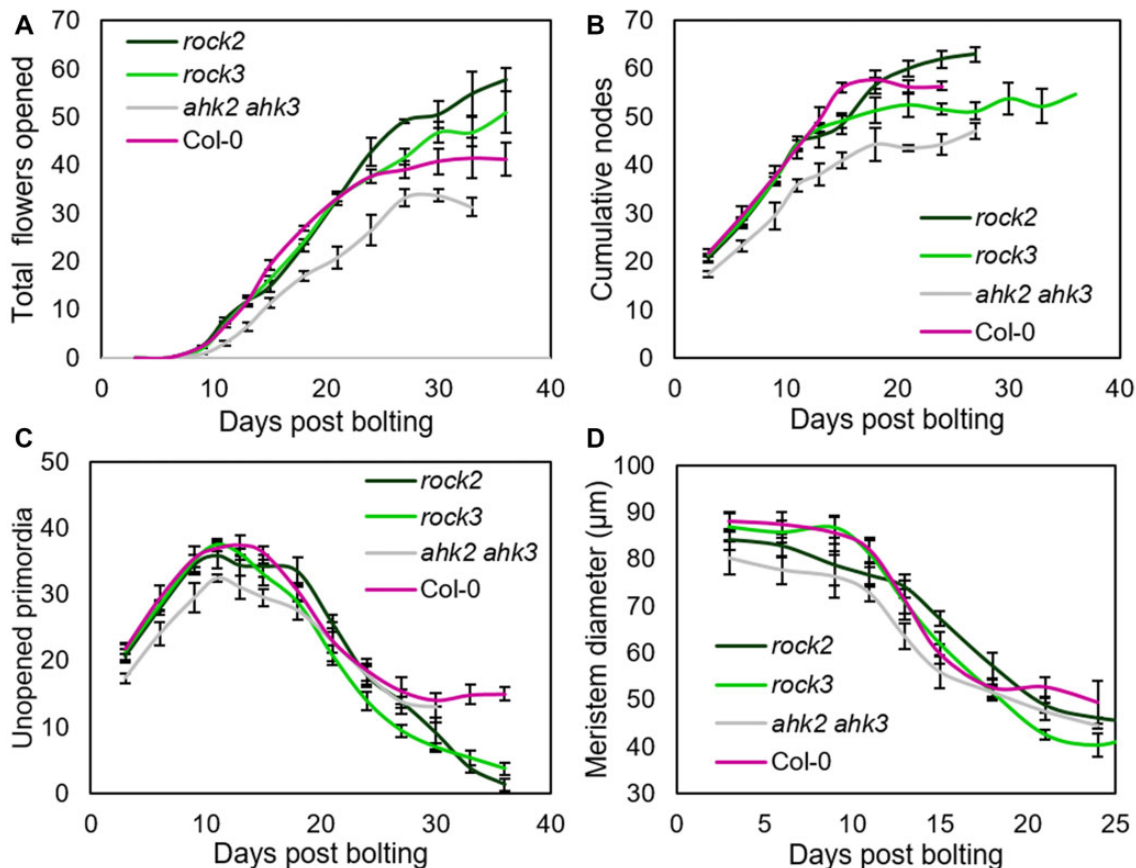 A
70
60
50
40
30
20
10
0
Total flowers opened
rock2
rock3
ahk2 ahk3
Col-0
0 10 20 30 40
Days post bolting
B
70
60
50
40
30
20
10
0
Cumulative nodes
rock2
rock3
ahk2 ahk3
Col-0
0 10 20 30 40
Days post bolting
C
50
40
30
20
10
0
Unopened primordia
rock2
rock3
ahk2 ahk3
Col-0
0 10 20 30 40
Days post bolting
D
100
90
80
70
60
50
40
30
Meristem diameter (μm)
rock2
rock3
ahk2 ahk3
Col-0
0 5 10 15 20 25
Days post bolting